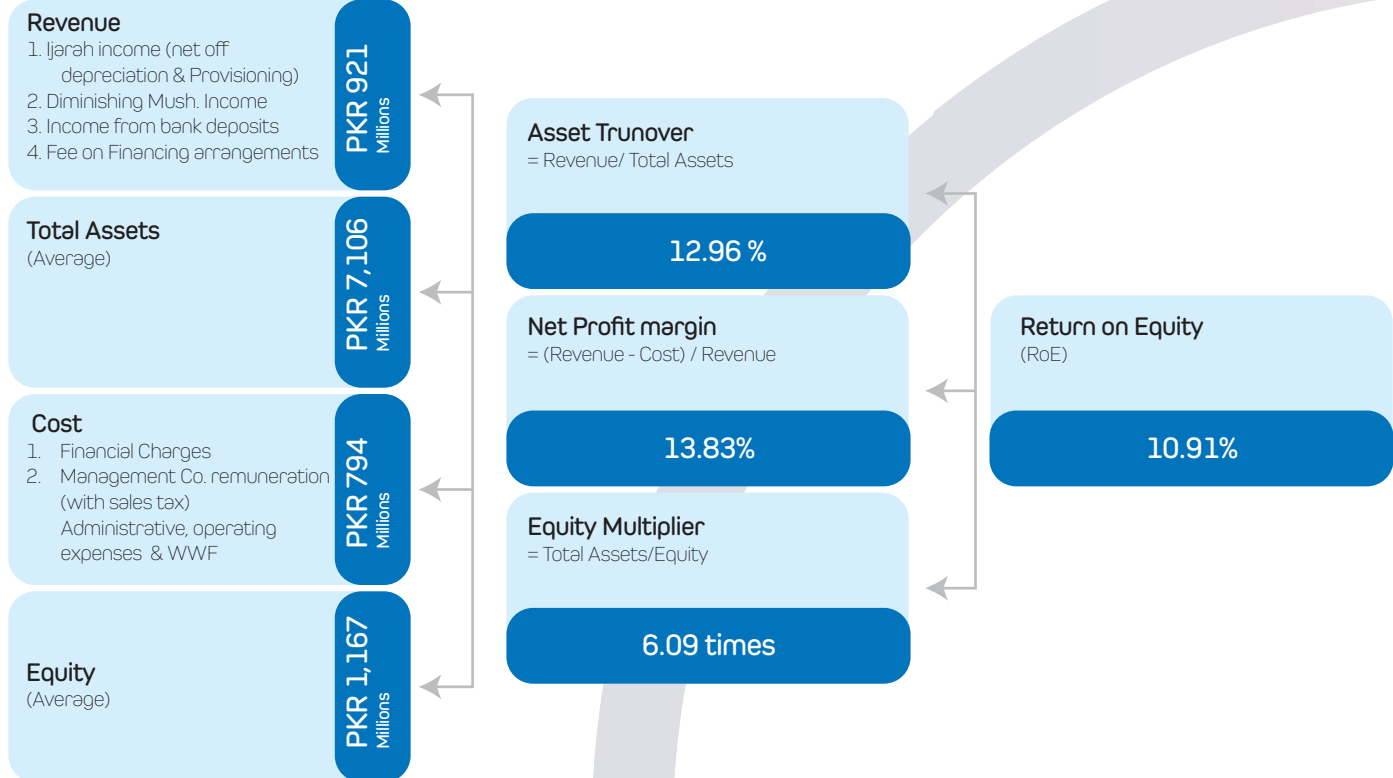 Revenue
1. Ijarah income (net off
depreciation & Provisioning)
2. Diminishing Mush. Income
3. Income from bank deposits
4. Fee on Financing arrangements
PKR 921
Millions
Total Assets
(Average)
PKR 7,106
Millions
Cost
1. Financial Charges
2. Management Co. remuneration
(with sales tax)
Administrative, operating
expenses & WWF
PKR 794
Millions
Equity
(Average)
PKR 1,167
Millions
Asset Trunover
= Revenue/ Total Assets
12.96 %
Net Profit margin
= (Revenue - Cost) / Revenue
13.83%
Equity Multiplier
= Total Assets/Equity
6.09 times
Return on Equity
(RoE)
10.91%